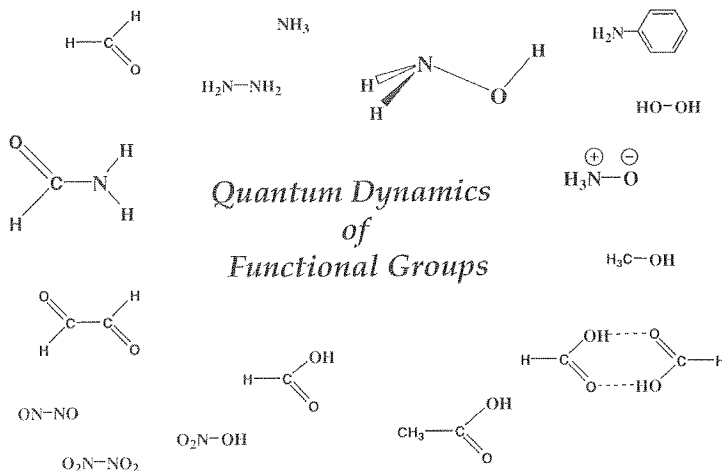 H
H C
O
NH₃
H₂N—NH₂
H
N
H
H
O
H₂N
HO—OH
O
H
C—N
H
H
Quantum Dynamics
of
Functional Groups
⊕ ⊖
H₃N—O
H₃C—OH
O
H
C—C
H
O
OH
H—C
O
OH---O
H—C C—H
O---HO
ON—NO
O₂N—NO₂
O₂N—OH
OH
CH₃—C
O